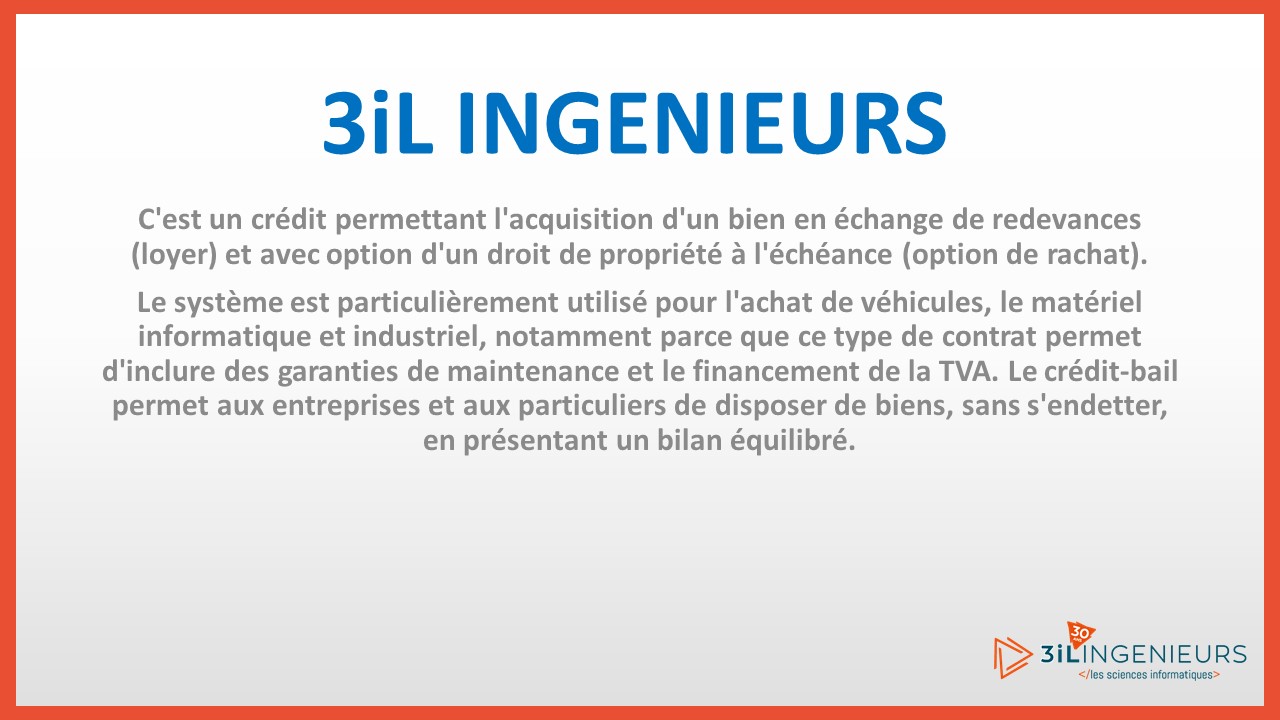 3iL INGENIEURS
C'est un crédit permettant l'acquisition d'un bien en échange de redevances
(loyer) et avec option d'un droit de propriété à l'échéance (option de rachat).
Le système est particulièrement utilisé pour l'achat de véhicules, le matériel
informatique et industriel, notamment parce que ce type de contrat permet
d'inclure des garanties de maintenance et le financement de la TVA. Le crédit-bail
permet aux entreprises et aux particuliers de disposer de biens, sans s'endetter,
en présentant un bilan équilibré.
30
ans
3iLINGENIEURS
</les sciences informatiques>